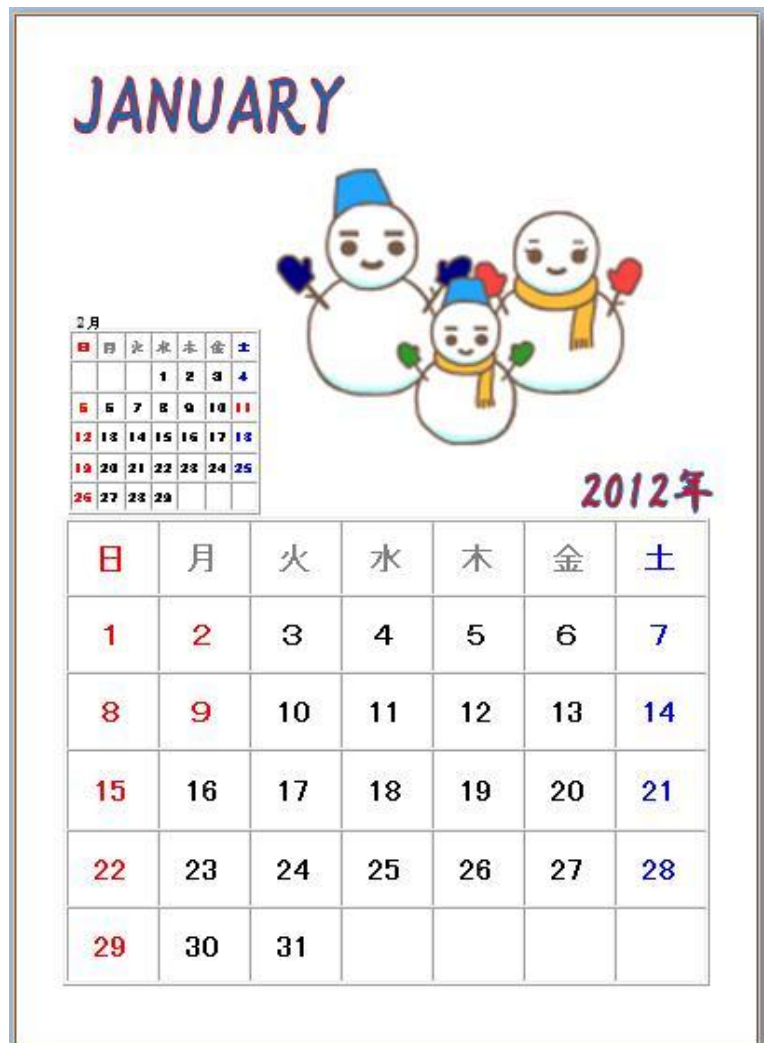 JANUARY
2月
日 月 火 水 木 金 土
1 2 3 4
5 6 7 8 9 10 11
12 13 14 15 16 17 18
19 20 21 22 23 24 25
26 27 28 29
2012年
日 月 火 水 木 金 土
1 2 3 4 5 6 7
8 9 10 11 12 13 14
15 16 17 18 19 20 21
22 23 24 25 26 27 28
29 30 31